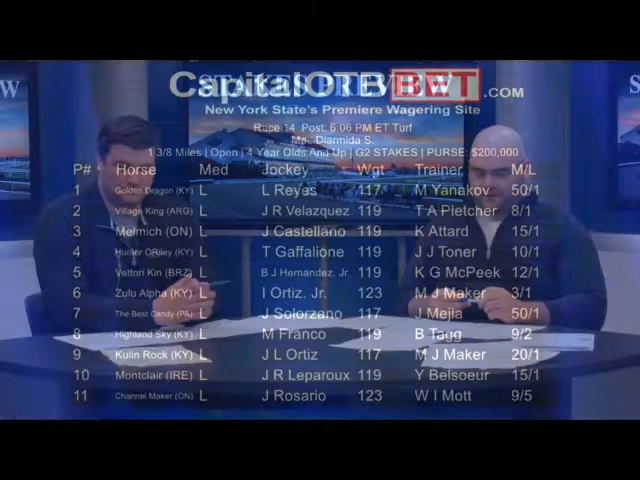 STAKES PREVIEW
CapitalOTB BET .COM
New York State's Premiere Wagering Site
Race 14 Post: 6:06 PM ET Turf
Mac Diarmida S.
1 3/8 Miles | Open | 4 Year Olds And Up | G2 STAKES | PURSE: $200,000
P# Horse Med Jockey Wgt Trainer M/L
1 Golden Dragon (KY) L L Reyes 117 M Yanakov 50/1
2 Village King (ARG) L J R Velazquez 119 T A Pletcher 8/1
3 Melmich (ON) L J Castellano 119 K Attard 15/1
4 Hunter ORiley (KY) L T Gaffalione 119 J J Toner 10/1
5 Vettori Kin (BRZ) L B J Hernandez. Jr. 119 K G McPeek 12/1
6 Zulu Alpha (KY) L I Ortiz. Jr. 123 M J Maker 3/1
7 The Best Candy (PA) L J Solorzano 117 J Mejia 50/1
8 Highland Sky (KY) L M Franco 119 B Tagg 9/2
9 Kulin Rock (KY) L J L Ortiz 117 M J Maker 20/1
10 Montclair (IRE) L J R Leparoux 119 Y Belsoeur 15/1
11 Channel Maker (ON) L J Rosario 123 W I Mott 9/5